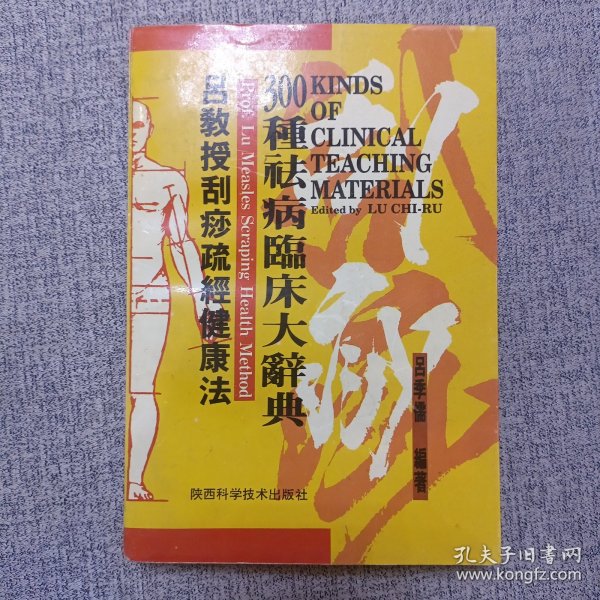 KINDS
OF
CLINICAL
TEACHING
MATERIALS
Edited by LU CHI-RU
刮痧
300種祛病臨床大辭典
Prof. Lu Measles Scraping Health Method
呂教授刮痧疏經健康法
呂季儒 編著
陕西科学技术出版社
孔夫子旧书网
www.kongfz.com